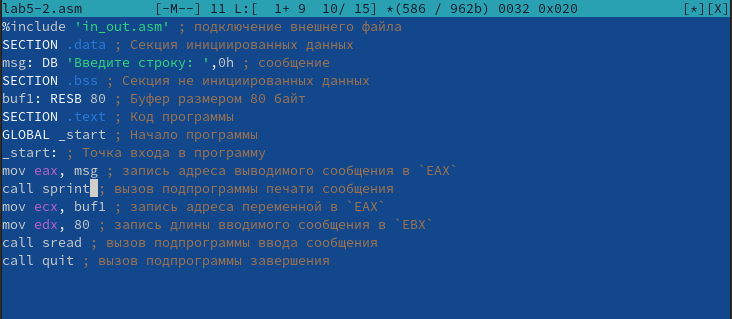 lab5-2.asm [-M--] 11 L:[ 1+ 9 10/ 15] *(586 / 962b) 0032 0x020 [*][X]
%include 'in_out.asm' ; подключение внешнего файла
SECTION .data ; Секция инициированных данных
msg: DB 'Введите строку: ',0h ; сообщение
SECTION .bss ; Секция не инициированных данных
buf1: RESB 80 ; Буфер размером 80 байт
SECTION .text ; Код программы
GLOBAL _start ; Начало программы
_start: ; Точка входа в программу
mov eax, msg ; запись адреса выводимого сообщения в `EAX`
call sprint ; вызов подпрограммы печати сообщения
mov ecx, buf1 ; запись адреса переменной в `EAX`
mov edx, 80 ; запись длины вводимого сообщения в `EBX`
call sread ; вызов подпрограммы ввода сообщения
call quit ; вызов подпрограммы завершения